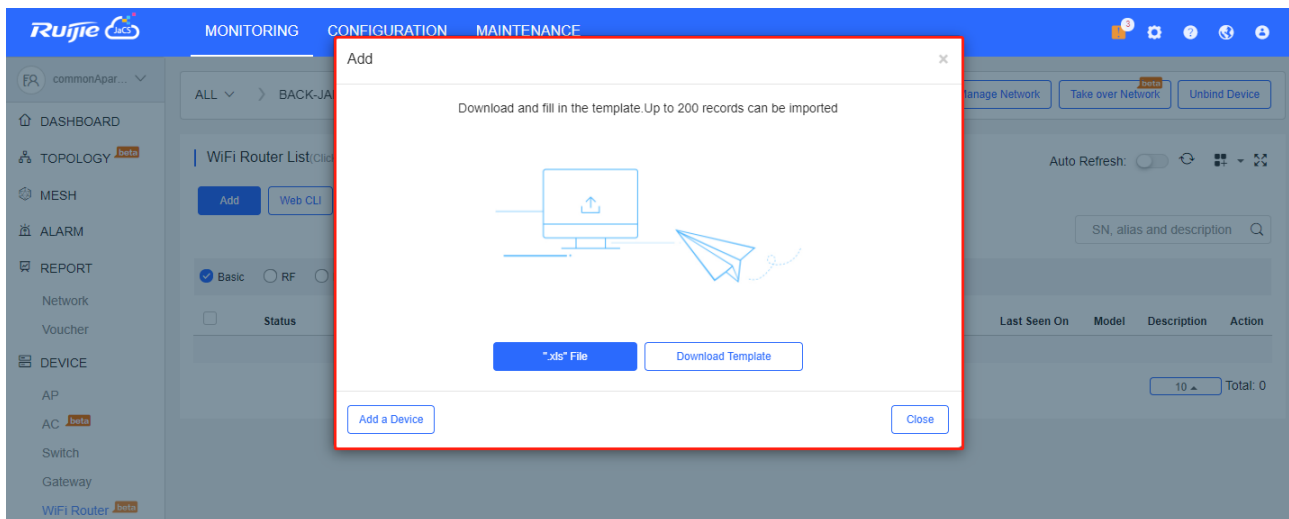 Ruijie JaCS MONITORING CONFIGURATION MAINTENANCE 3
commonApar...
ALL > BACK-JA
DASHBOARD
TOPOLOGY beta
MESH
ALARM
REPORT
Network
Voucher
DEVICE
AP
AC beta
Switch
Gateway
WiFi Router beta
Manage Network Take over Network beta Unbind Device
WiFi Router List(Clic
Auto Refresh:
Add Web CLI
SN, alias and description
Basic RF
Status Last Seen On Model Description Action
10 Total: 0
Add ×
Download and fill in the template.Up to 200 records can be imported
".xls" File Download Template
Add a Device Close